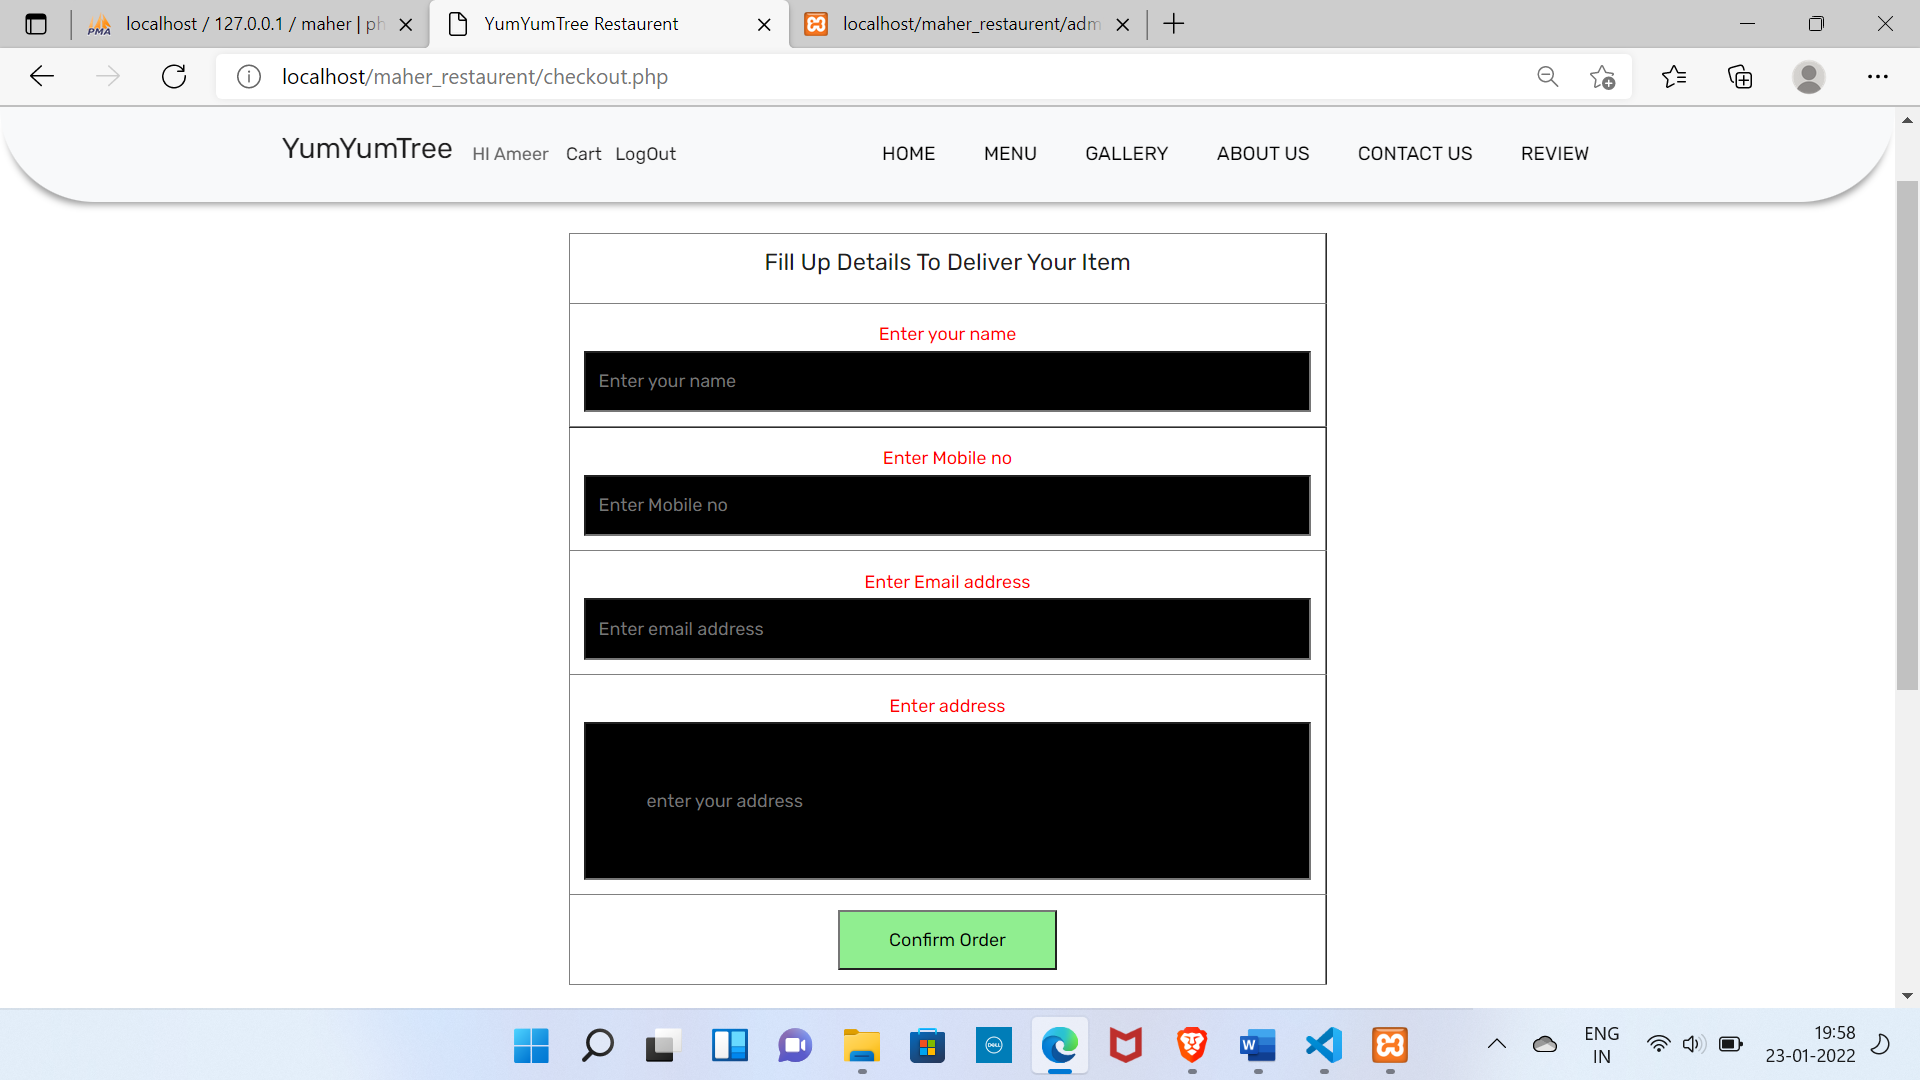 localhost / 127.0.0.1 / maher | ph
YumYumTree Restaurent
localhost/maher_restaurent/adm
localhost/maher_restaurent/checkout.php
YumYumTree HI Ameer Cart LogOut HOME MENU GALLERY ABOUT US CONTACT US REVIEW
Fill Up Details To Deliver Your Item
Enter your name
Enter your name
Enter Mobile no
Enter Mobile no
Enter Email address
Enter email address
Enter address
enter your address
Confirm Order
ENG
IN
19:58
23-01-2022